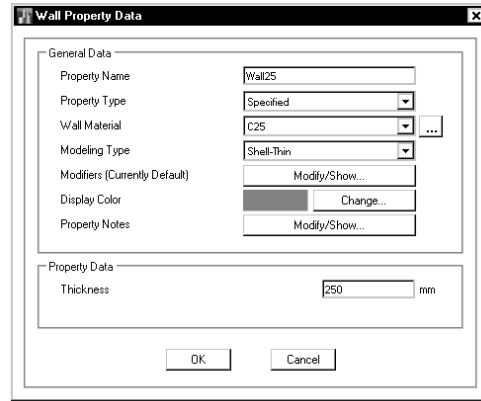 Wall Property Data
General Data
Property Name Wall25
Property Type Specified
Wall Material C25 ...
Modeling Type Shell-Thin
Modifiers (Currently Default) Modify/Show...
Display Color Change...
Property Notes Modify/Show...
Property Data
Thickness 250 mm
OK Cancel